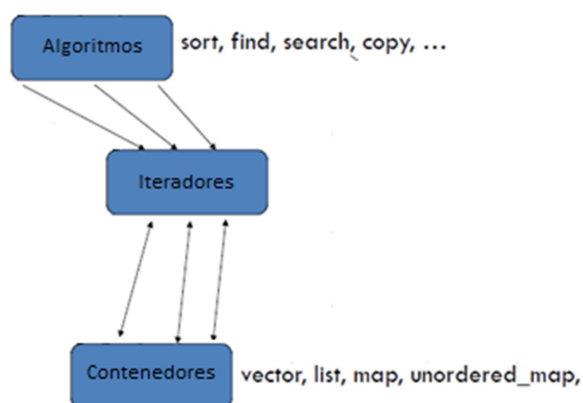 Algoritmos sort, find, search, copy, ...
Iteradores
Contenedores vector, list, map, unordered_map,